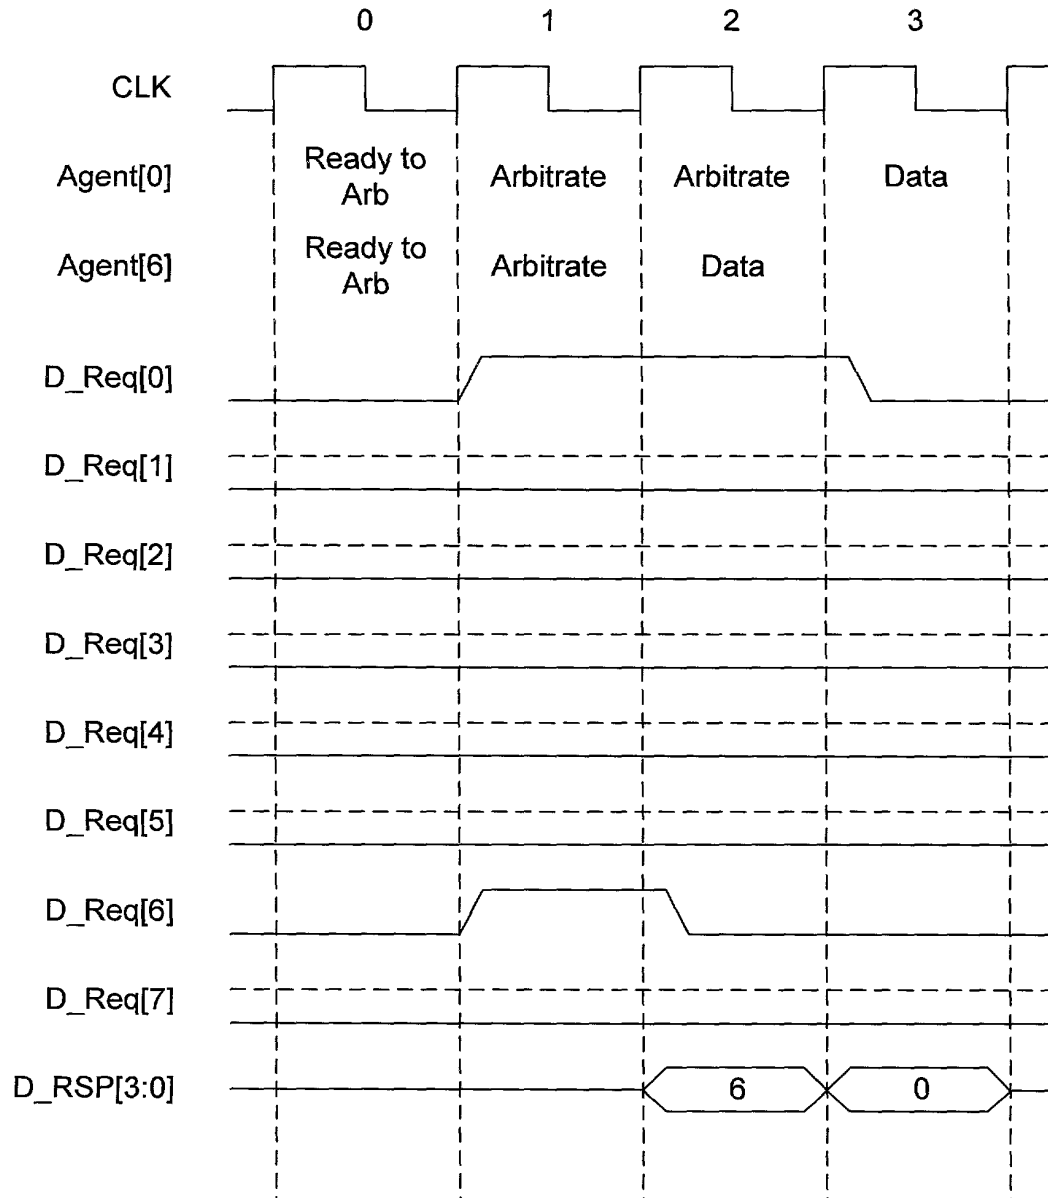 0 1 2 3
CLK
Agent[0] Ready to Arb Arbitrate Arbitrate Data
Agent[6] Ready to Arb Arbitrate Data
D_Req[0]
D_Req[1]
D_Req[2]
D_Req[3]
D_Req[4]
D_Req[5]
D_Req[6]
D_Req[7]
D_RSP[3:0] 6 0